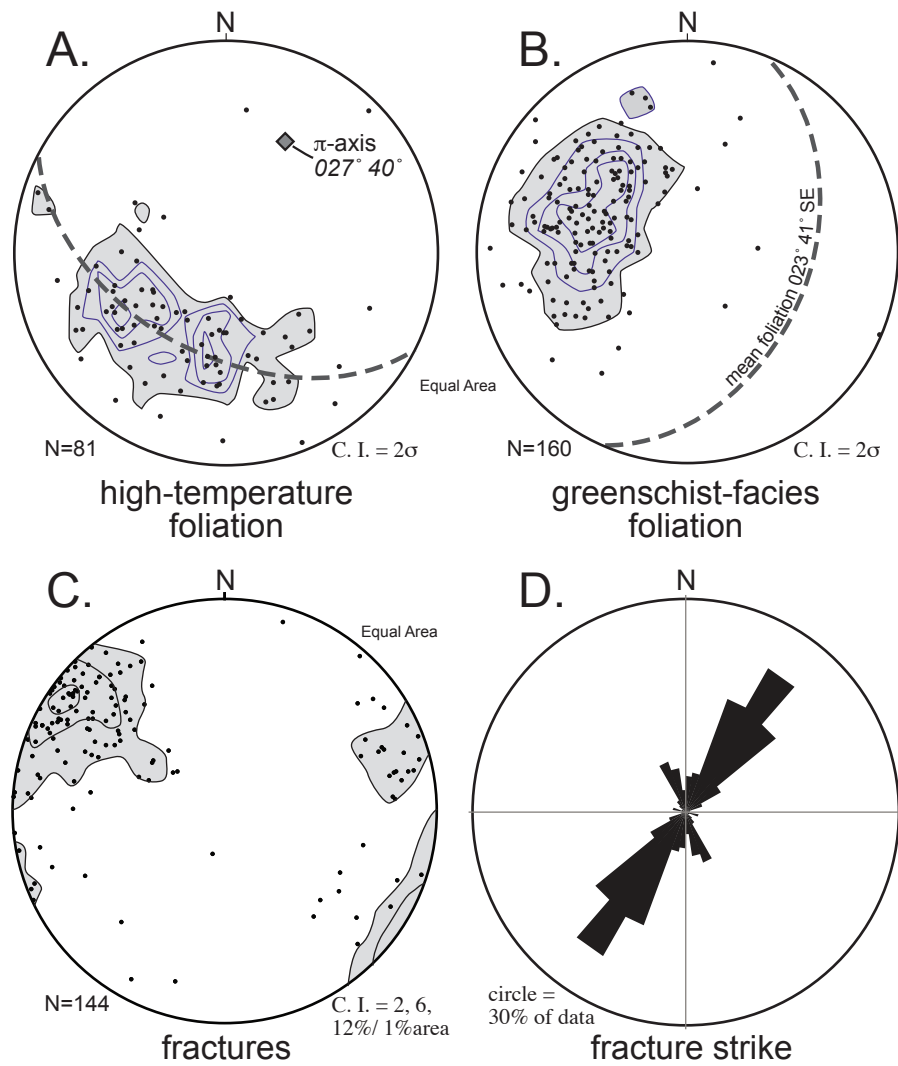 A.
N
π-axis
027° 40°
Equal Area
N=81
C. I. = 2σ
high-temperature
foliation
B.
N
mean foliation 023° 41° SE
N=160
C. I. = 2σ
greenschist-facies
foliation
C.
N
Equal Area
N=144
C. I. = 2, 6,
12%/ 1%area
fractures
D.
N
circle =
30% of data
fracture strike